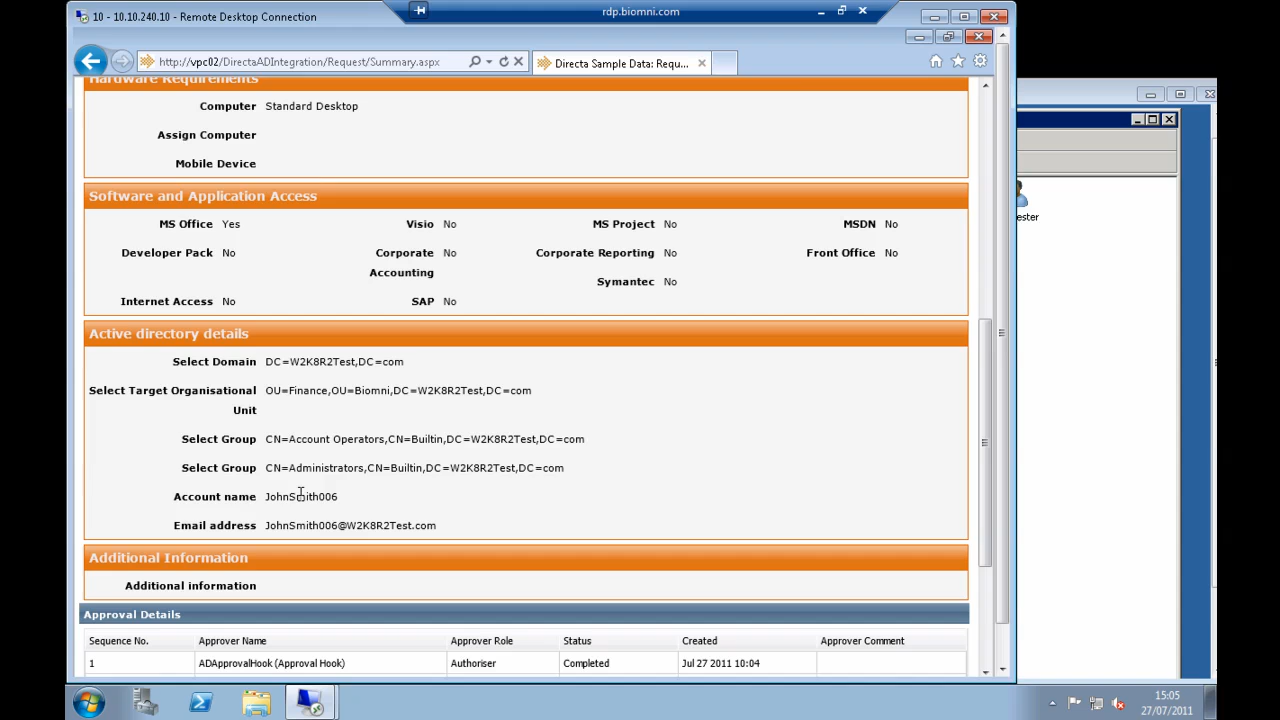 10 - 10.10.240.10 - Remote Desktop Connection
rdp.biomni.com
http://vpc02/DirectaADIntegration/Request/Summary.aspx
Directa Sample Data: Requ...
Hardware Requirements
Computer Standard Desktop
Assign Computer
Mobile Device
Software and Application Access
MS Office Yes Visio No MS Project No MSDN No
Developer Pack No Corporate Accounting No Corporate Reporting No Front Office No
Symantec No
Internet Access No SAP No
Active directory details
Select Domain DC=W2K8R2Test,DC=com
Select Target Organisational Unit OU=Finance,OU=Biomni,DC=W2K8R2Test,DC=com
Select Group CN=Account Operators,CN=Builtin,DC=W2K8R2Test,DC=com
Select Group CN=Administrators,CN=Builtin,DC=W2K8R2Test,DC=com
Account name JohnSmith006
Email address JohnSmith006@W2K8R2Test.com
Additional Information
Additional information
Approval Details
Sequence No. Approver Name Approver Role Status Created Approver Comment
1 ADApprovalHook (Approval Hook) Authoriser Completed Jul 27 2011 10:04
ester
15:05
27/07/2011